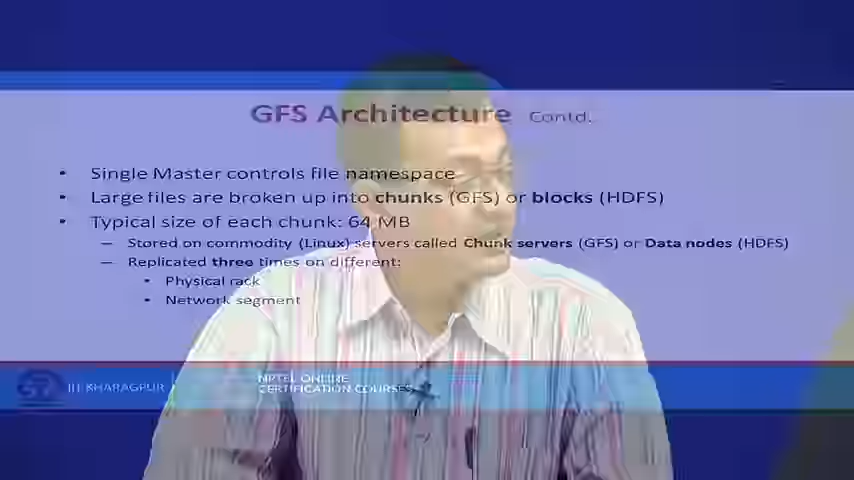 GFS Architecture Contd.
• Single Master controls file namespace
• Large files are broken up into chunks (GFS) or blocks (HDFS)
• Typical size of each chunk: 64 MB
– Stored on commodity (Linux) servers called Chunk servers (GFS) or Data nodes (HDFS)
– Replicated three times on different:
• Physical rack
• Network segment
IIT KHARAGPUR
NPTEL ONLINE
CERTIFICATION COURSES